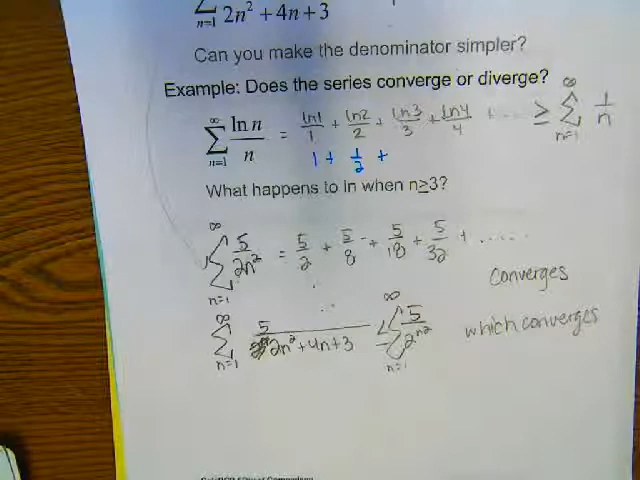 ∑ n=1 2n² + 4n + 3
Can you make the denominator simpler?
Example: Does the series converge or diverge?
∞ ∑ n=1 ln n / n = ln1/1 + ln2/2 + ln3/3 + ln4/4 + ... ≥ ∞ ∑ n=1 1/n
1 + 1/2 +
What happens to ln when n≥3?
∞ ∑ n=1 5/2n² = 5/2 + 5/8 + 5/18 + 5/32 + .....
Converges
∞ ∑ n=1 5/2n²+4n+3 ≤ ∞ ∑ n=1 5/2n² which converges